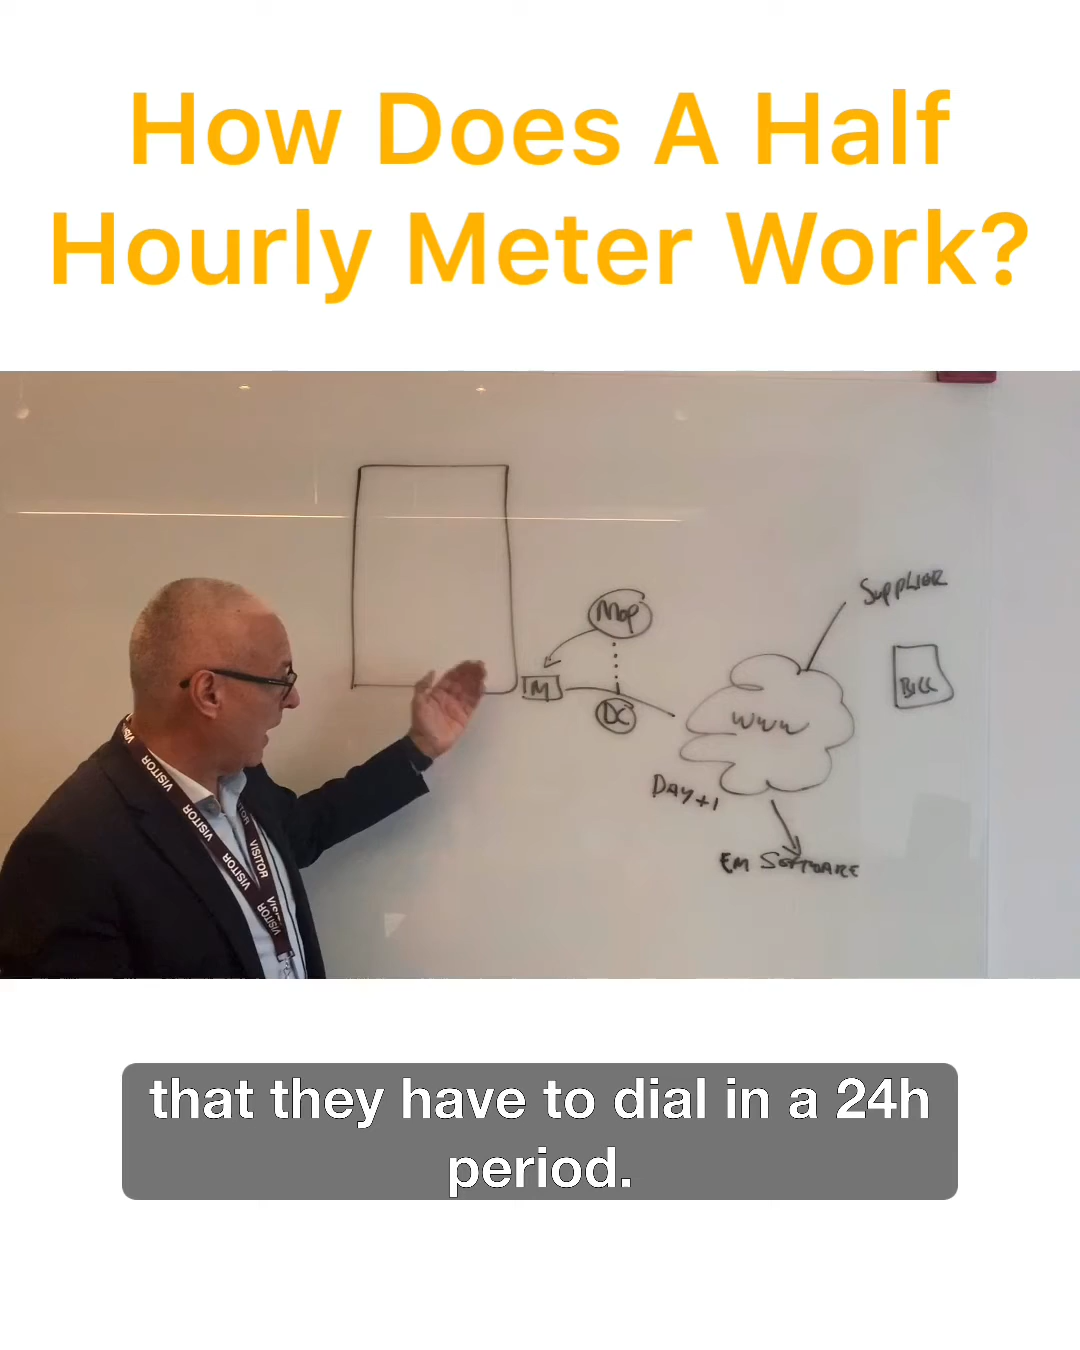 How Does A Half
Hourly Meter Work?
Supplier
Mop
M
Bill
DC
www
Day+1
EM Software
VISITOR
VISITOR
VISITOR
VISITOR
VISITOR
that they have to dial in a 24h
period.